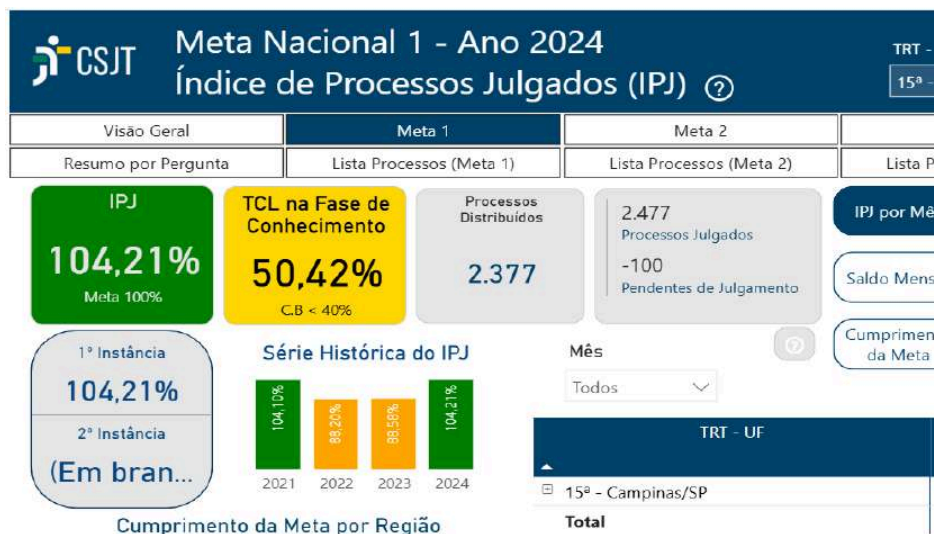 CSJT
Meta Nacional 1 - Ano 2024
Índice de Processos Julgados (IPJ)
TRT -
15ª -
Visão Geral
Meta 1
Meta 2
Resumo por Pergunta
Lista Processos (Meta 1)
Lista Processos (Meta 2)
Lista P
IPJ
104,21%
Meta 100%
TCL na Fase de
Conhecimento
50,42%
C.B < 40%
Processos
Distribuídos
2.377
2.477
Processos Julgados
-100
Pendentes de Julgamento
IPJ por Mê
Saldo Mens
Cumprimen
da Meta
1ª Instância
104,21%
2ª Instância
(Em bran...
Série Histórica do IPJ
104,10%
88,20%
88,58%
104,21%
2021
2022
2023
2024
Mês
Todos
TRT - UF
15ª - Campinas/SP
Total
Cumprimento da Meta por Região